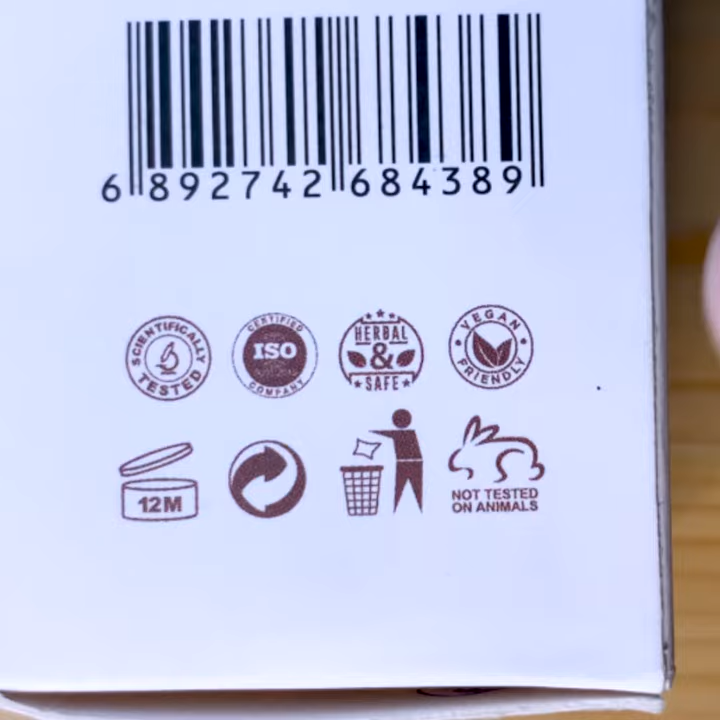 6 892742 684389
SCIENTIFICALLY TESTED
CERTIFIED ISO COMPANY
HERBAL & SAFE
VEGAN FRIENDLY
12M
NOT TESTED
ON ANIMALS